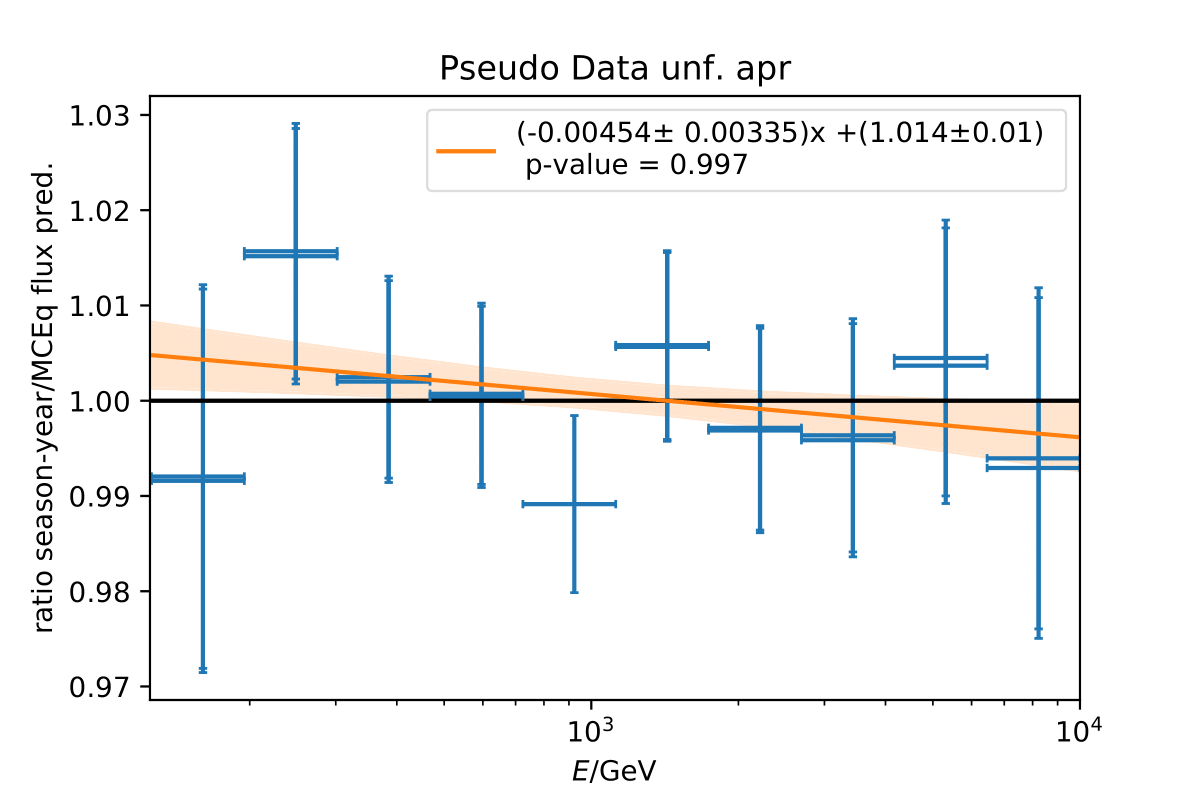 Pseudo Data unf. apr
(-0.00454± 0.00335)x +(1.014±0.01)
p-value = 0.997
ratio season-year/MCEq flux pred.
1.03
1.02
1.01
1.00
0.99
0.98
0.97
10³
10⁴
E/GeV